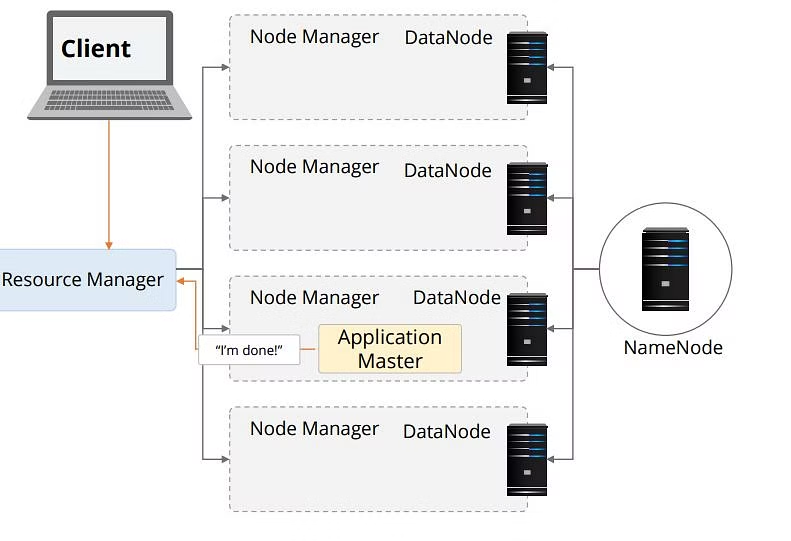 Client
Node Manager DataNode
Node Manager DataNode
Resource Manager
Node Manager DataNode
“I’m done!”
Application
Master
NameNode
Node Manager DataNode